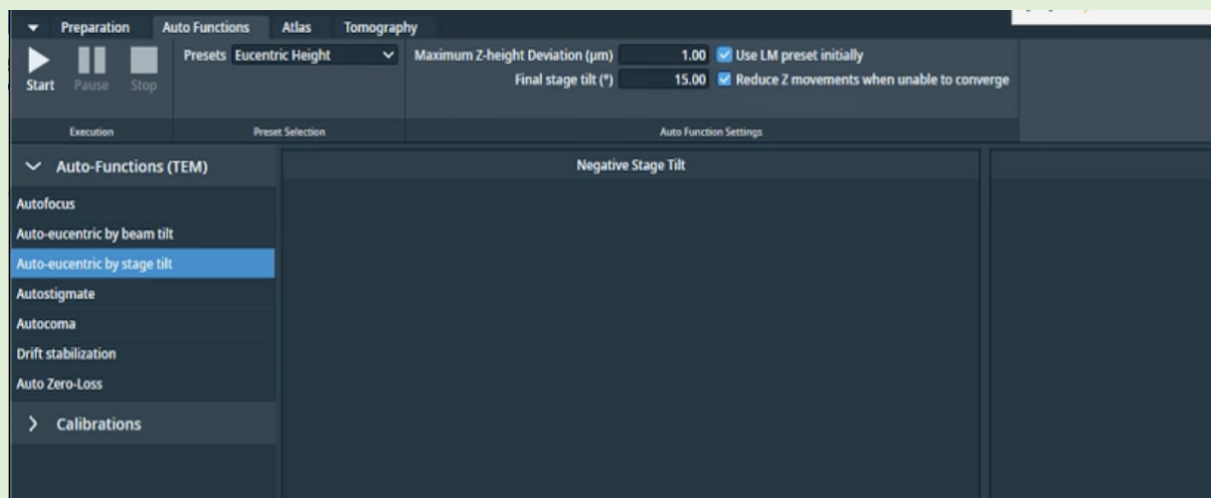 Preparation Auto Functions Atlas Tomography
Start Pause Stop
Execution
Presets Eucentric Height
Preset Selection
Maximum Z-height Deviation (µm) 1.00 Use LM preset initially
Final stage tilt (°) 15.00 Reduce Z movements when unable to converge
Auto Function Settings
Auto-Functions (TEM)
Autofocus
Auto-eucentric by beam tilt
Auto-eucentric by stage tilt
Autostigmate
Autocoma
Drift stabilization
Auto Zero-Loss
Calibrations
Negative Stage Tilt